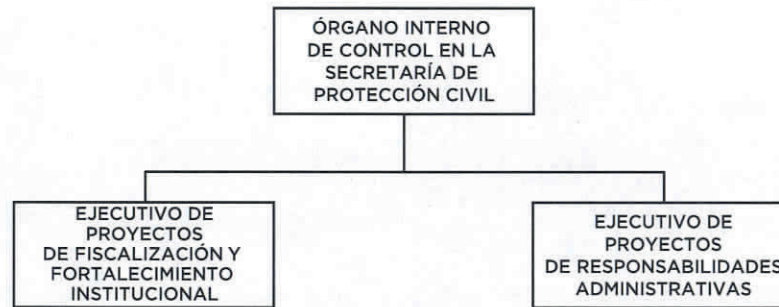 ÓRGANO INTERNO
DE CONTROL EN LA
SECRETARÍA DE
PROTECCIÓN CIVIL
EJECUTIVO DE
PROYECTOS
DE FISCALIZACIÓN Y
FORTALECIMIENTO
INSTITUCIONAL
EJECUTIVO DE
PROYECTOS
DE RESPONSABILIDADES
ADMINISTRATIVAS